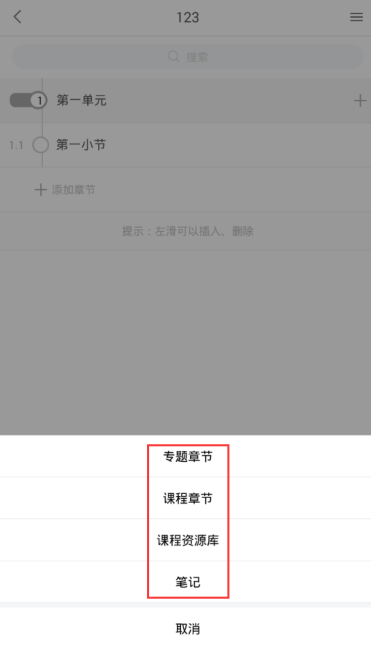 123
搜索
1 第一单元
1.1 第一小节
添加章节
提示：左滑可以插入、删除
专题章节
课程章节
课程资源库
笔记
取消